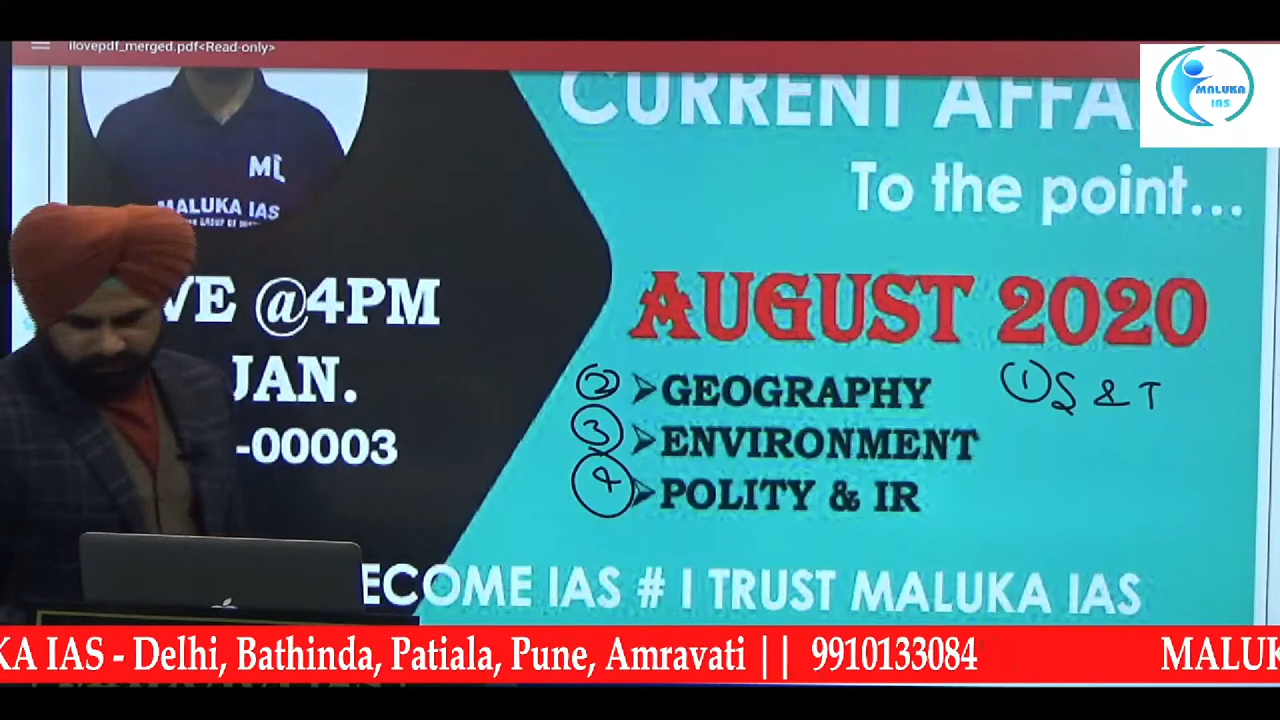 ilovepdf_merged.pdf<Read-only>
MALUKA
IAS
CURRENT AFFA
To the point...
MALUKA IAS
VE @4PM
JAN.
-00003
AUGUST 2020
① S & T
② ➢GEOGRAPHY
③ ➢ENVIRONMENT
④ ➢POLITY & IR
ECOME IAS # I TRUST MALUKA IAS
KA IAS - Delhi, Bathinda, Patiala, Pune, Amravati || 9910133084 MALUK